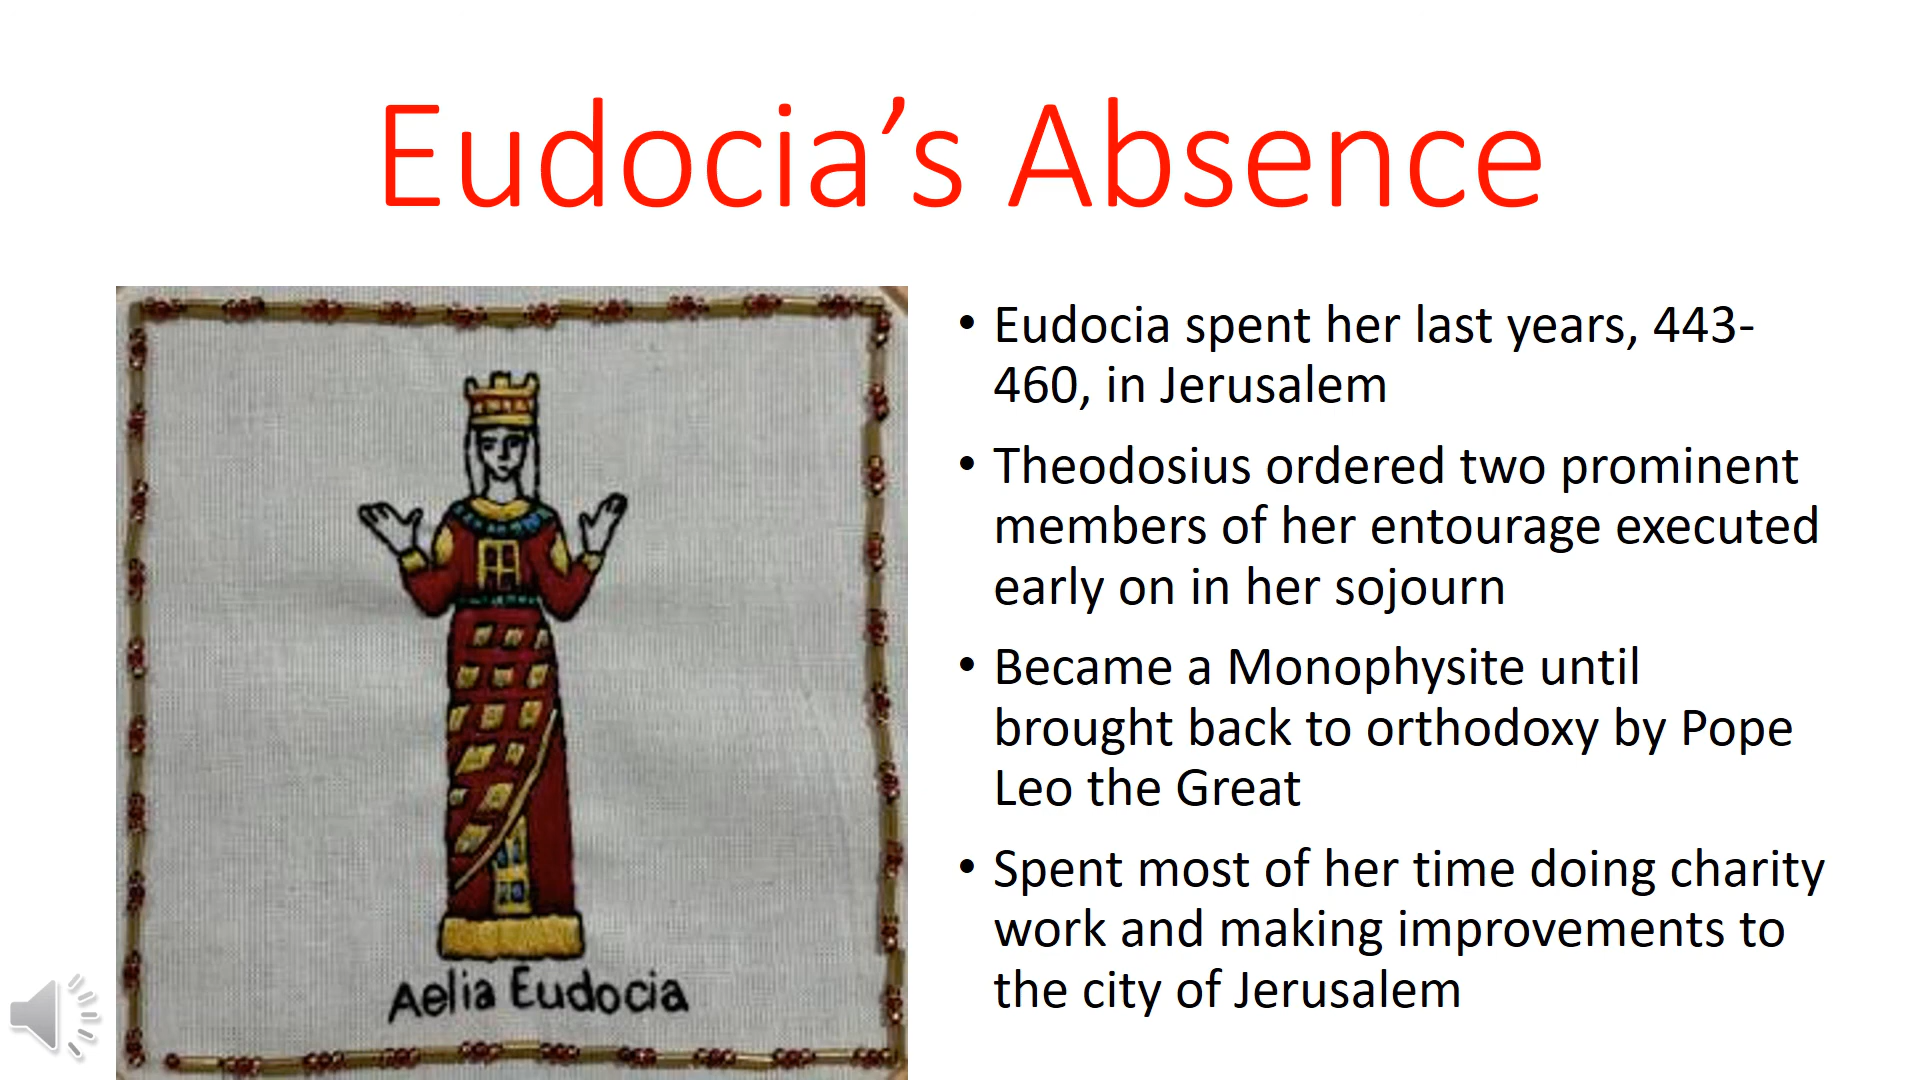 Eudocia’s Absence
• Eudocia spent her last years, 443-
460, in Jerusalem
• Theodosius ordered two prominent
members of her entourage executed
early on in her sojourn
• Became a Monophysite until
brought back to orthodoxy by Pope
Leo the Great
• Spent most of her time doing charity
work and making improvements to
the city of Jerusalem
Aelia Eudocia